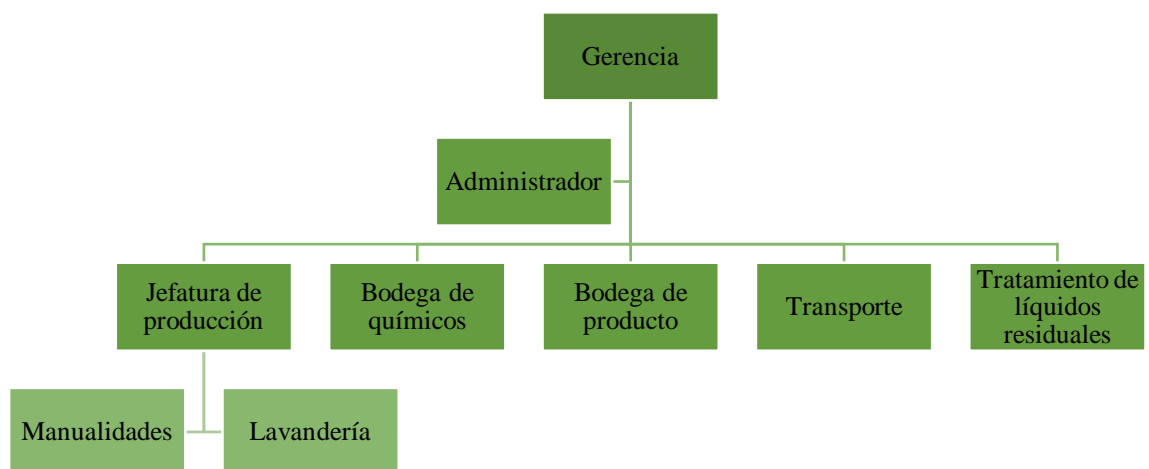 Gerencia
Administrador
Jefatura de
producción
Bodega de
químicos
Bodega de
producto
Transporte
Tratamiento de
líquidos
residuales
Manualidades
Lavandería